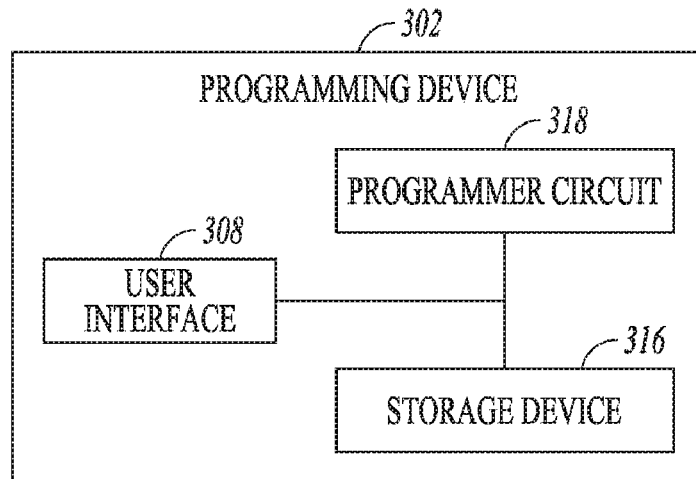 302
PROGRAMMING DEVICE
318
PROGRAMMER CIRCUIT
308
USER
INTERFACE
316
STORAGE DEVICE